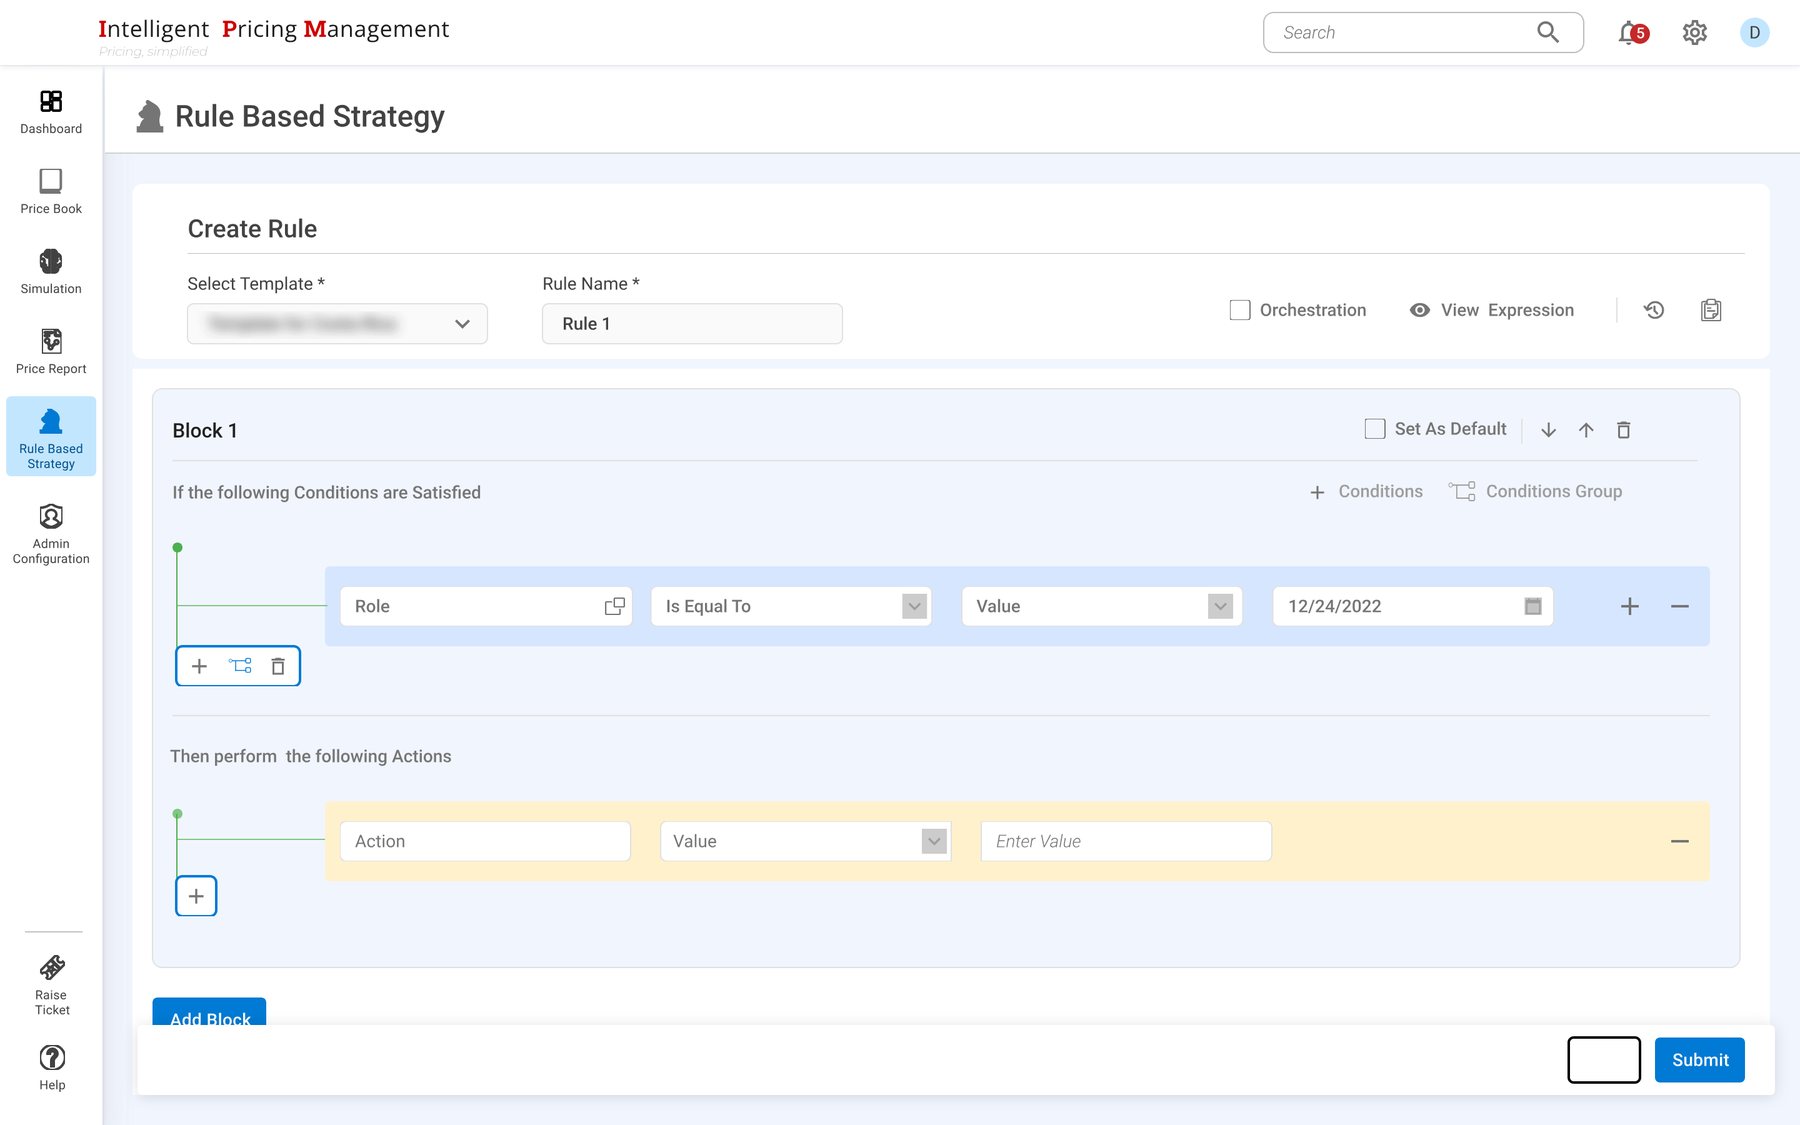 Intelligent Pricing Management
Pricing, simplified
Search
5
D
Dashboard
Price Book
Simulation
Price Report
Rule Based
Strategy
Admin
Configuration
Raise
Ticket
Help
Rule Based Strategy
Create Rule
Select Template *
Rule Name *
Rule 1
Orchestration
View Expression
Block 1
Set As Default
If the following Conditions are Satisfied
Conditions
Conditions Group
Role
Is Equal To
Value
12/24/2022
Then perform the following Actions
Action
Value
Enter Value
Add Block
Submit